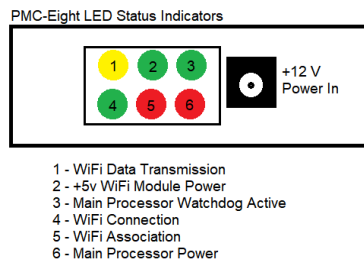 PMC-Eight LED Status Indicators
1 2 3
4 5 6
+12 V
Power In
1 - WiFi Data Transmission
2 - +5v WiFi Module Power
3 - Main Processor Watchdog Active
4 - WiFi Connection
5 - WiFi Association
6 - Main Processor Power